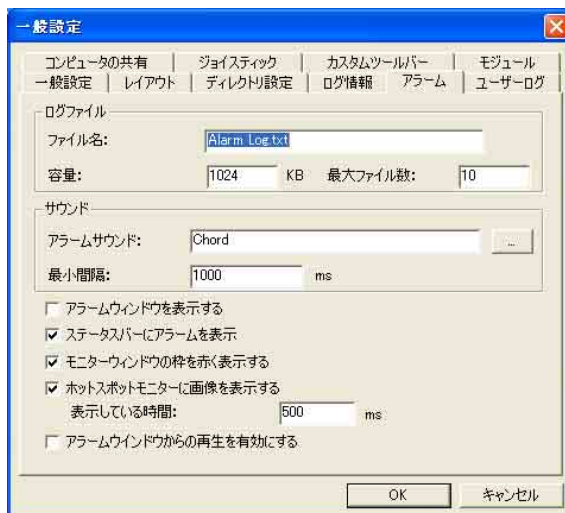 一般設定
コンピュータの共有 ジョイスティック カスタムツールバー モジュール
一般設定 レイアウト ディレクトリ設定 ログ情報 アラーム ユーザーログ
ログファイル
ファイル名: Alarm Log.txt
容量: 1024 KB 最大ファイル数: 10
サウンド
アラームサウンド: Chord ...
最小間隔: 1000 ms
アラームウィンドウを表示する
ステータスバーにアラームを表示
モニターウィンドウの枠を赤く表示する
ホットスポットモニターに画像を表示する
表示している時間: 500 ms
アラームウインドウからの再生を有効にする
OK キャンセル